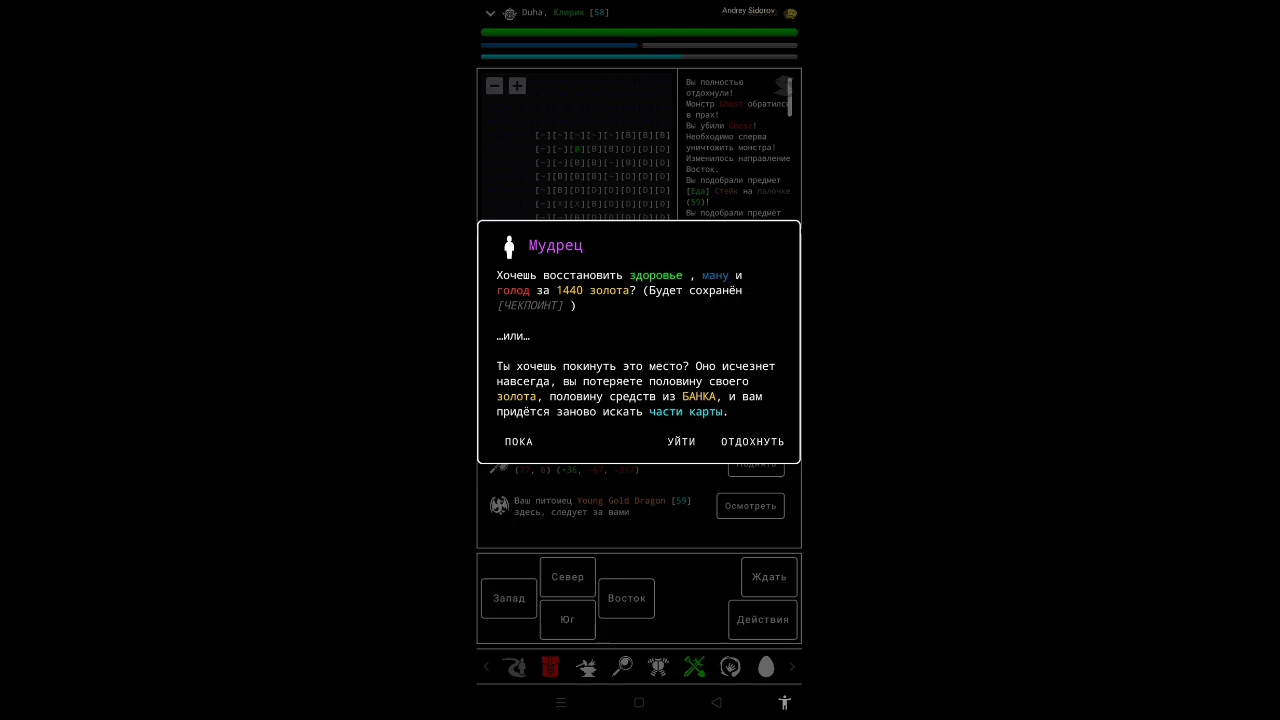 Duha, Клирик [58]
Andrey Sidorov
− +
Вы полностью
отдохнули!
Монстр Ghost обратился
в прах!
Вы убили Ghost!
Необходимо сперва
уничтожить монстра!
Изменилось направление
Восток.
Вы подобрали предмет
[Еда] Стейк на палочке
(59)!
Вы подобрали предмет
[~][~][~][~][~][B][B][B]
[~][~][@][B][B][D][D][D]
[~][~][B][B][~][B][D][D]
[~][B][B][B][~][D][D][D]
[~][B][D][D][D][D][D][D]
[~][X][X][B][D][D][D][D]
Мудрец
Хочешь восстановить здоровье , ману и
голод за 1440 золота? (Будет сохранён
[ЧЕКПОИНТ] )
…или…
Ты хочешь покинуть это место? Оно исчезнет
навсегда, вы потеряете половину своего
золота, половину средств из БАНКА, и вам
придётся заново искать части карты.
ПОКА УЙТИ ОТДОХНУТЬ
Поднять
Ваш питомец Young Gold Dragon [59]
здесь, следует за вами
Осмотреть
Север
Ждать
Запад
Восток
Юг
Действия